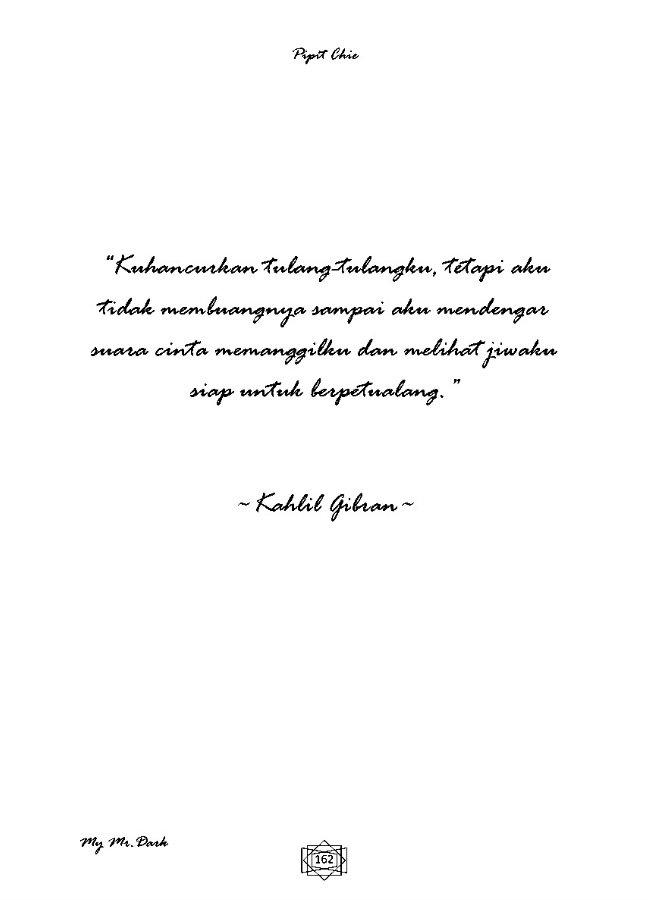 Pipit Chie
“Kuhancurkan tulang-tulangku, tetapi aku
tidak membuangnya sampai aku mendengar
suara cinta memanggilku dan melihat jiwaku
siap untuk berpetualang. ”
~ Kahlil Gibran ~
My Mr. Dark
162